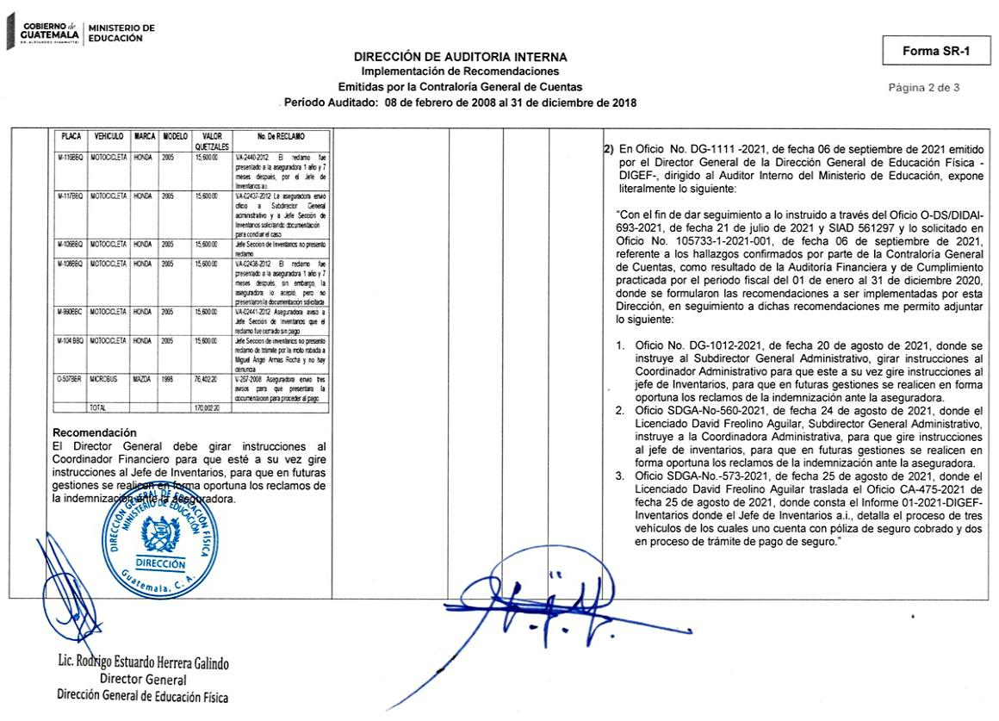 GOBIERNO de
GUATEMALA
DR. ALEJANDRO GIAMMATTEI
MINISTERIO DE
EDUCACIÓN
DIRECCIÓN DE AUDITORIA INTERNA
Implementación de Recomendaciones
Emitidas por la Contraloría General de Cuentas
Período Auditado: 08 de febrero de 2008 al 31 de diciembre de 2018
Forma SR-1
Página 2 de 3
PLACA VEHICULO MARCA MODELO VALOR QUETZALES No. De RECLAMO
M-116BBQ MOTOCICLETA HONDA 2005 15,600.00 VA-2440-2012 El reclamo fue
presentado a la aseguradora 1 año y 7
meses después, por el Jefe de
Inventarios a.i.
M-117BBQ MOTOCICLETA HONDA 2005 15,600.00 VA-02437-2012 La aseguradora envió
oficio a Subdirector General
administrativo y a Jefe Sección de
Inventarios solicitando documentación
para concluir el caso.
M-106BBQ MOTOCICLETA HONDA 2005 15,600.00 Jefe Sección de Inventarios no presento
reclamo
M-108BBQ MOTOCICLETA HONDA 2005 15,600.00 VA-02438-2012 El reclamo fue
presentado a la aseguradora 1 año y 7
meses después, sin embargo, la
aseguradora lo aceptó, pero no
presentaron la documentación solicitada
M-990BBC MOTOCICLETA HONDA 2005 15,600.00 VA-02441-2012 Aseguradora aviso a
Jefe Sección de Inventarios que el
reclamo fue cerrado sin pago.
M-104 BBQ MOTOCICLETA HONDA 2005 15,600.00 Jefe Sección de inventarios no presento
reclamo de trámite por la moto robada a
Miguel Ángel Armas Rocha y no hay
denuncia
O-507BER MICROBUS MAZDA 1998 76,402.20 V-257-2008 Aseguradora envio tres
avisos para que presentara la
documentacion para proceder al pago.
TOTAL 170,002.20
Recomendación
El Director General debe girar instrucciones al
Coordinador Financiero para que esté a su vez gire
instrucciones al Jefe de Inventarios, para que en futuras
gestiones se realicen en forma oportuna los reclamos de
la indemnización ante la aseguradora.
DIRECCIÓN GENERAL DE EDUCACIÓN FÍSICA
MINISTERIO DE EDUCACIÓN
DIRECCIÓN
Guatemala, C. A.
Lic. Rodrigo Estuardo Herrera Galindo
Director General
Dirección General de Educación Física
2) En Oficio No. DG-1111 -2021, de fecha 06 de septiembre de 2021 emitido
por el Director General de la Dirección General de Educación Física -
DIGEF-, dirigido al Auditor Interno del Ministerio de Educación, expone
literalmente lo siguiente:
“Con el fin de dar seguimiento a lo instruido a través del Oficio O-DS/DIDAI-
693-2021, de fecha 21 de julio de 2021 y SIAD 561297 y lo solicitado en
Oficio No. 105733-1-2021-001, de fecha 06 de septiembre de 2021,
referente a los hallazgos confirmados por parte de la Contraloría General
de Cuentas, como resultado de la Auditoría Financiera y de Cumplimiento
practicada por el periodo fiscal del 01 de enero al 31 de diciembre 2020,
donde se formularon las recomendaciones a ser implementadas por esta
Dirección, en seguimiento a dichas recomendaciones me permito adjuntar
lo siguiente:
1. Oficio No. DG-1012-2021, de fecha 20 de agosto de 2021, donde se
instruye al Subdirector General Administrativo, girar instrucciones al
Coordinador Administrativo para que este a su vez gire instrucciones al
jefe de Inventarios, para que en futuras gestiones se realicen en forma
oportuna los reclamos de la indemnización ante la aseguradora.
2. Oficio SDGA-No-560-2021, de fecha 24 de agosto de 2021, donde el
Licenciado David Freolino Aguilar, Subdirector General Administrativo,
instruye a la Coordinadora Administrativa, para que gire instrucciones
al jefe de inventarios, para que en futuras gestiones se realicen en
forma oportuna los reclamos de la indemnización ante la aseguradora.
3. Oficio SDGA-No.-573-2021, de fecha 25 de agosto de 2021, donde el
Licenciado David Freolino Aguilar traslada el Oficio CA-475-2021 de
fecha 25 de agosto de 2021, donde consta el Informe 01-2021-DIGEF-
Inventarios donde el Jefe de Inventarios a.i., detalla el proceso de tres
vehículos de los cuales uno cuenta con póliza de seguro cobrado y dos
en proceso de trámite de pago de seguro.”